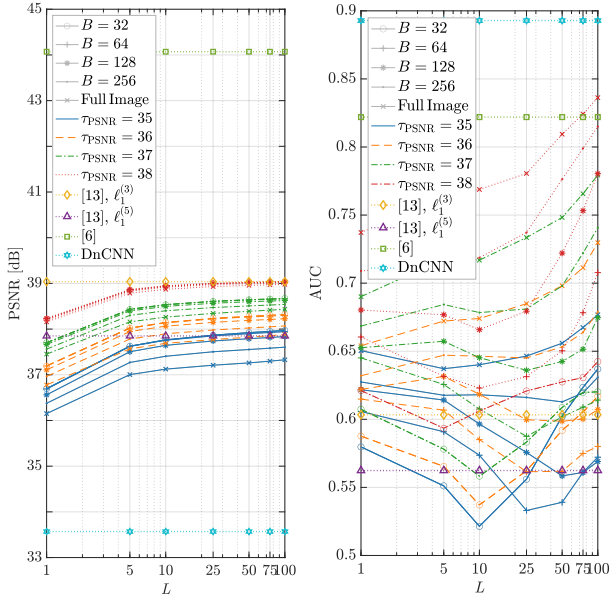 45
44
43
41
39
37
35
33
PSNR [dB]
B = 32
B = 64
B = 128
B = 256
Full Image
τPSNR = 35
τPSNR = 36
τPSNR = 37
τPSNR = 38
[13], ℓ1(3)
[13], ℓ1(5)
[6]
DnCNN
1 5 10 25 50 75 100
L
0.9
0.85
0.8
0.75
0.7
0.65
0.6
0.55
0.5
AUC
B = 32
B = 64
B = 128
B = 256
Full Image
τPSNR = 35
τPSNR = 36
τPSNR = 37
τPSNR = 38
[13], ℓ1(3)
[13], ℓ1(5)
[6]
DnCNN
1 5 10 25 50 75 100
L